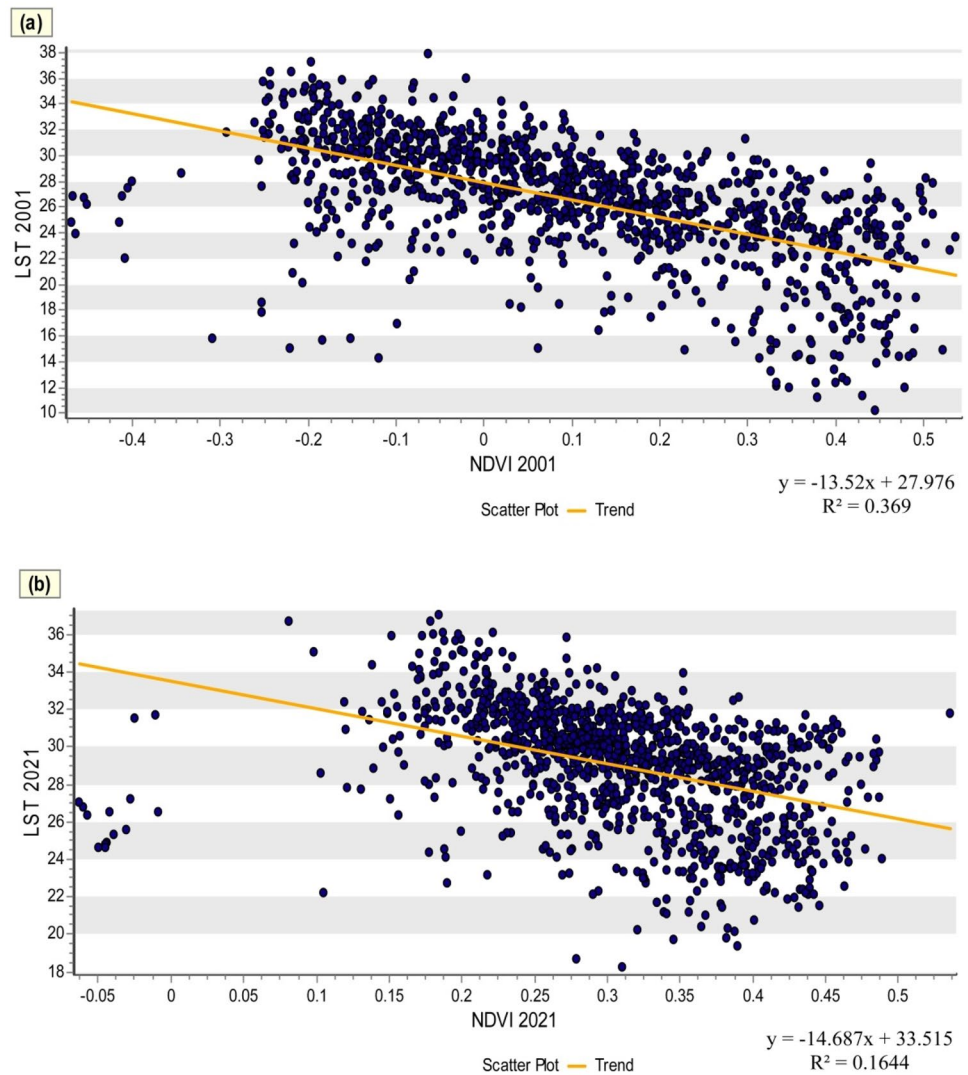 (a)
38
36
34
32
30
28
26
24
22
20
18
16
14
12
10
LST 2001
-0.4 -0.3 -0.2 -0.1 0 0.1 0.2 0.3 0.4 0.5
NDVI 2001
y = -13.52x + 27.976
R² = 0.369
Scatter Plot Trend
(b)
36
34
32
30
28
26
24
22
20
18
LST 2021
-0.05 0 0.05 0.1 0.15 0.2 0.25 0.3 0.35 0.4 0.45 0.5
NDVI 2021
y = -14.687x + 33.515
R² = 0.1644
Scatter Plot Trend